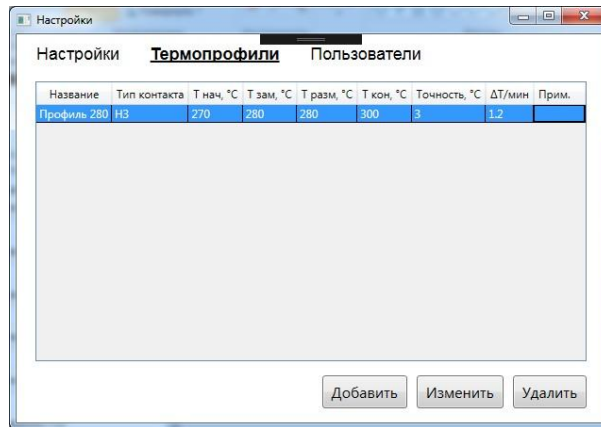 Настройки
Настройки Термопрофили Пользователи
Название Тип контакта Т нач, °C Т зам, °C Т разм, °C Т кон, °C Точность, °C ΔТ/мин Прим.
Профиль 280 НЗ 270 280 280 300 3 1.2
Добавить Изменить Удалить